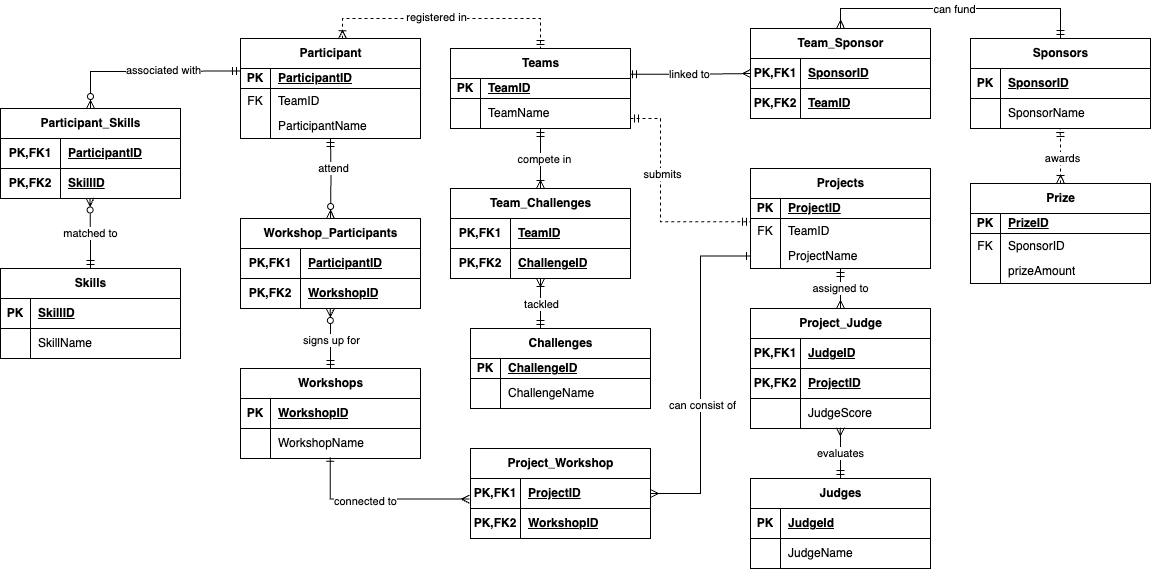 registered in
can fund
Participant
PK ParticipantID
FK TeamID
ParticipantName
Teams
PK TeamID
TeamName
Team_Sponsor
PK,FK1 SponsorID
PK,FK2 TeamID
Sponsors
PK SponsorID
SponsorName
associated with
linked to
Participant_Skills
PK,FK1 ParticipantID
PK,FK2 SkillID
attend
compete in
submits
awards
matched to
Workshop_Participants
PK,FK1 ParticipantID
PK,FK2 WorkshopID
Team_Challenges
PK,FK1 TeamID
PK,FK2 ChallengeID
Projects
PK ProjectID
FK TeamID
ProjectName
Prize
PK PrizeID
FK SponsorID
prizeAmount
Skills
PK SkillID
SkillName
signs up for
tackled
assigned to
Workshops
PK WorkshopID
WorkshopName
Challenges
PK ChallengeID
ChallengeName
Project_Judge
PK,FK1 JudgeID
PK,FK2 ProjectID
JudgeScore
can consist of
evaluates
connected to
Project_Workshop
PK,FK1 ProjectID
PK,FK2 WorkshopID
Judges
PK JudgeId
JudgeName